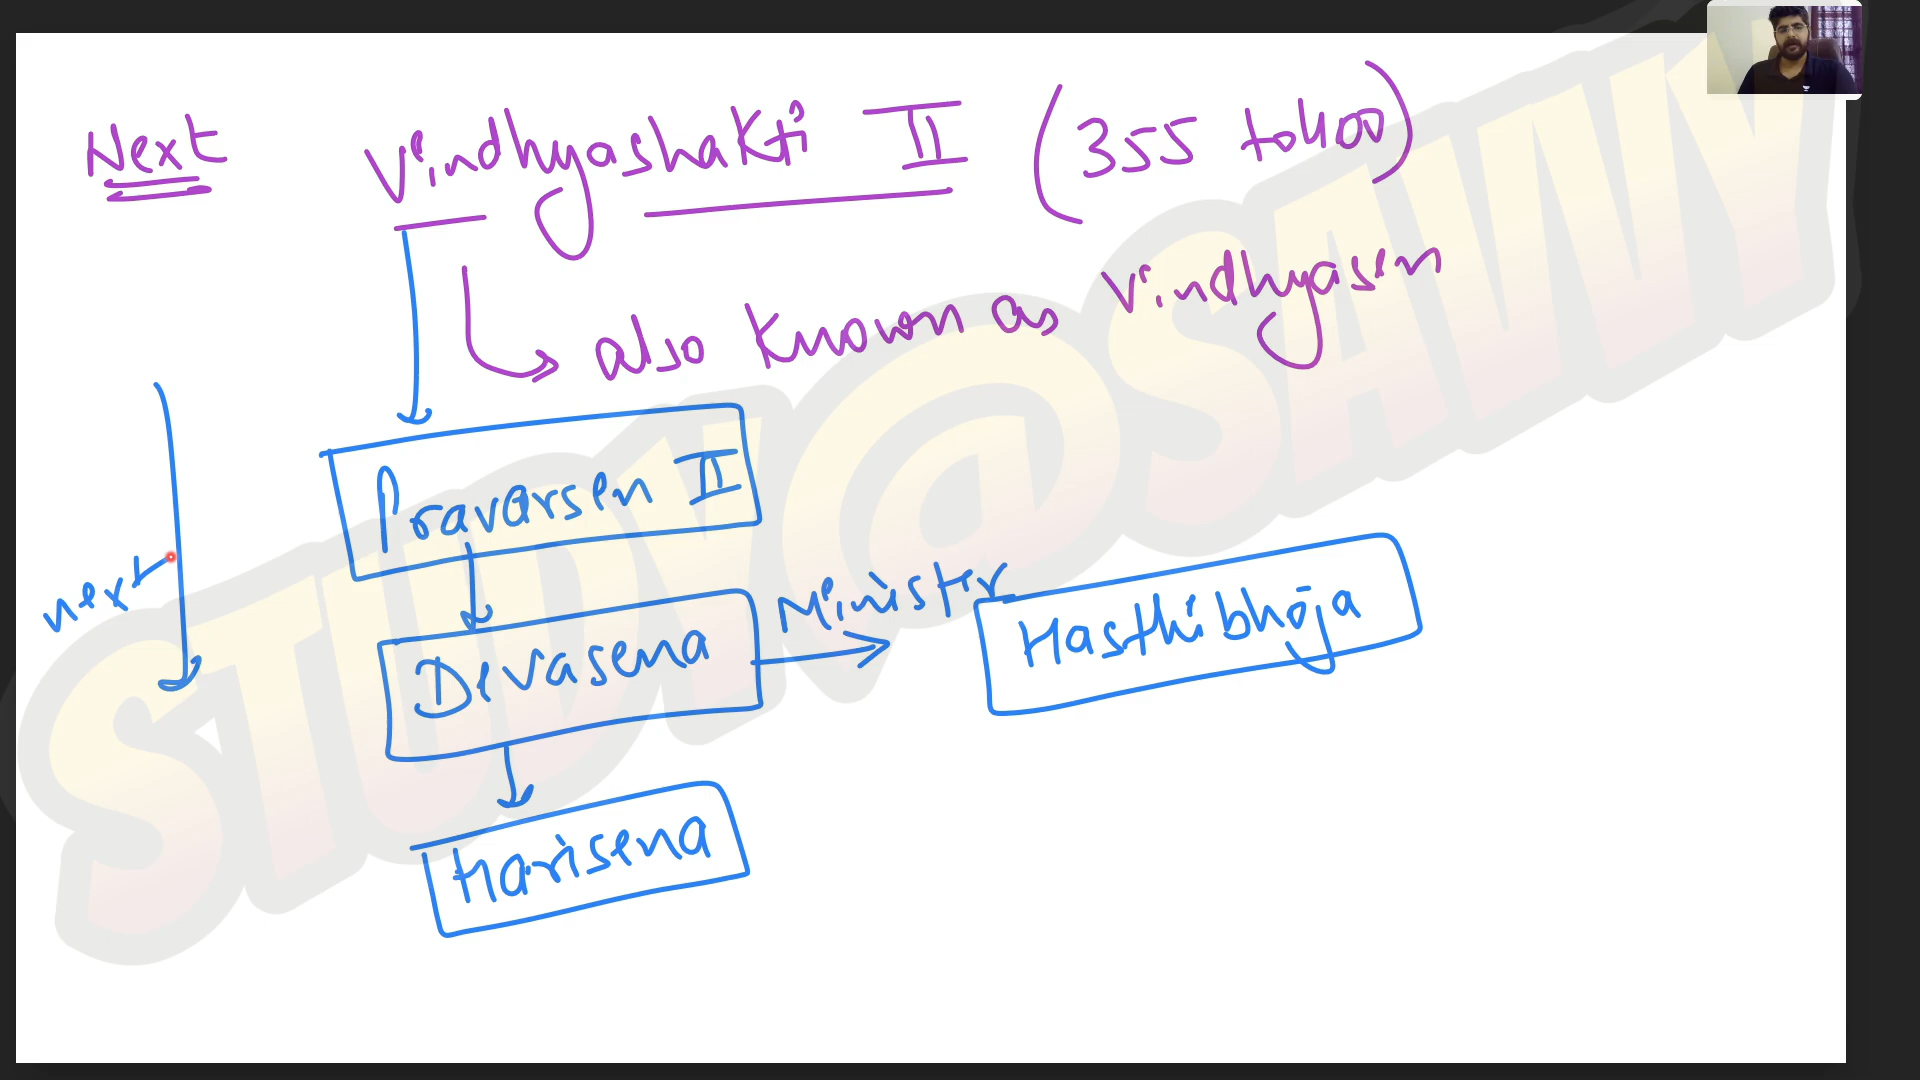 Next Vindhyashakti II (355 to 400)
also known as Vindhyasen
Pravarsen II
next
Devasena Minister Hasthibhoja
Harisena
STUDY@SAVVY